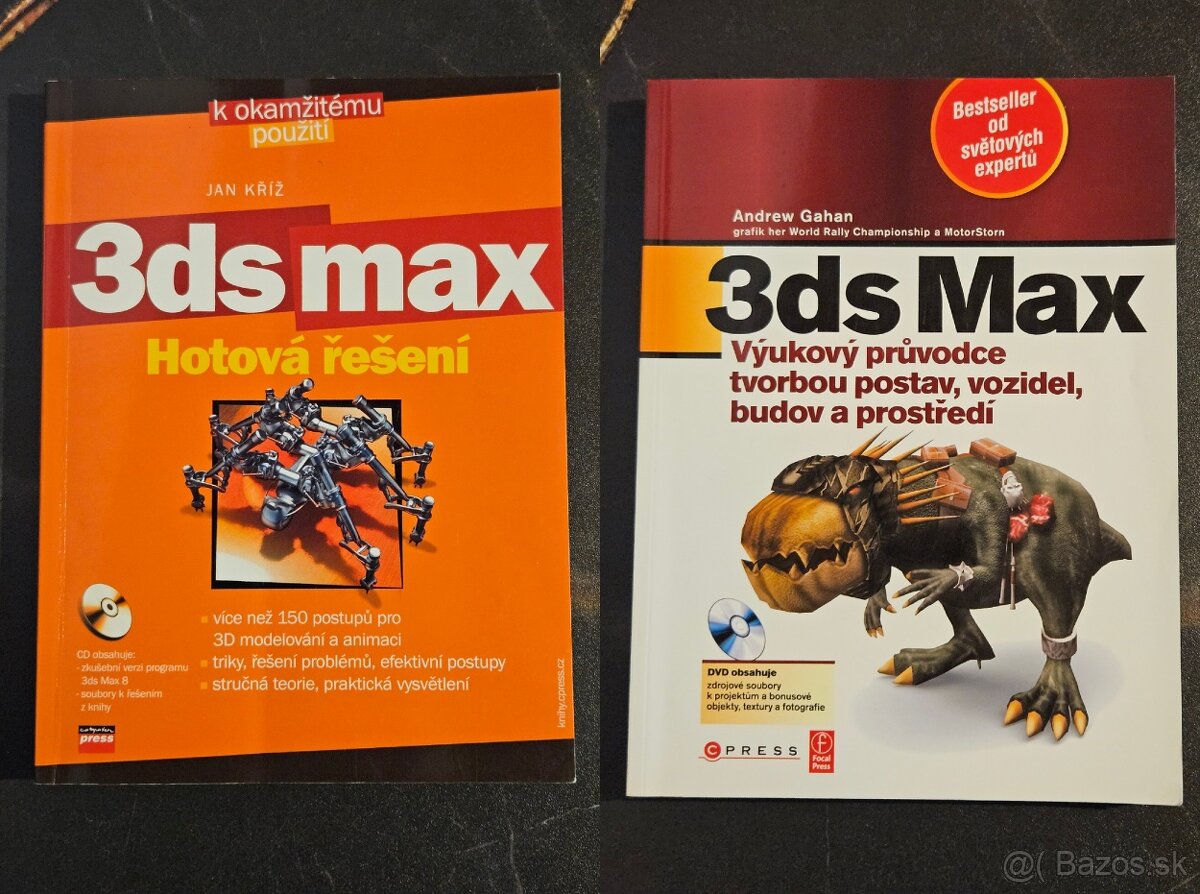 k okamžitému
použití
JAN KŘÍŽ
3ds max
Hotová řešení
více než 150 postupů pro
3D modelování a animaci
triky, řešení problémů, efektivní postupy
stručná teorie, praktická vysvětlení
CD obsahuje:
- zkušební verzi programu
3ds Max 8
- soubory k řešením
z knihy
computer
press
knihy.cpress.cz
Bestseller
od
světových
expertů
Andrew Gahan
grafik her World Rally Championship a MotorStorn
3ds Max
Výukový průvodce
tvorbou postav, vozidel,
budov a prostředí
DVD obsahuje
zdrojové soubory
k projektům a bonusové
objekty, textury a fotografie
CPRESS
f
Focal
Press
@( Bazos.sk